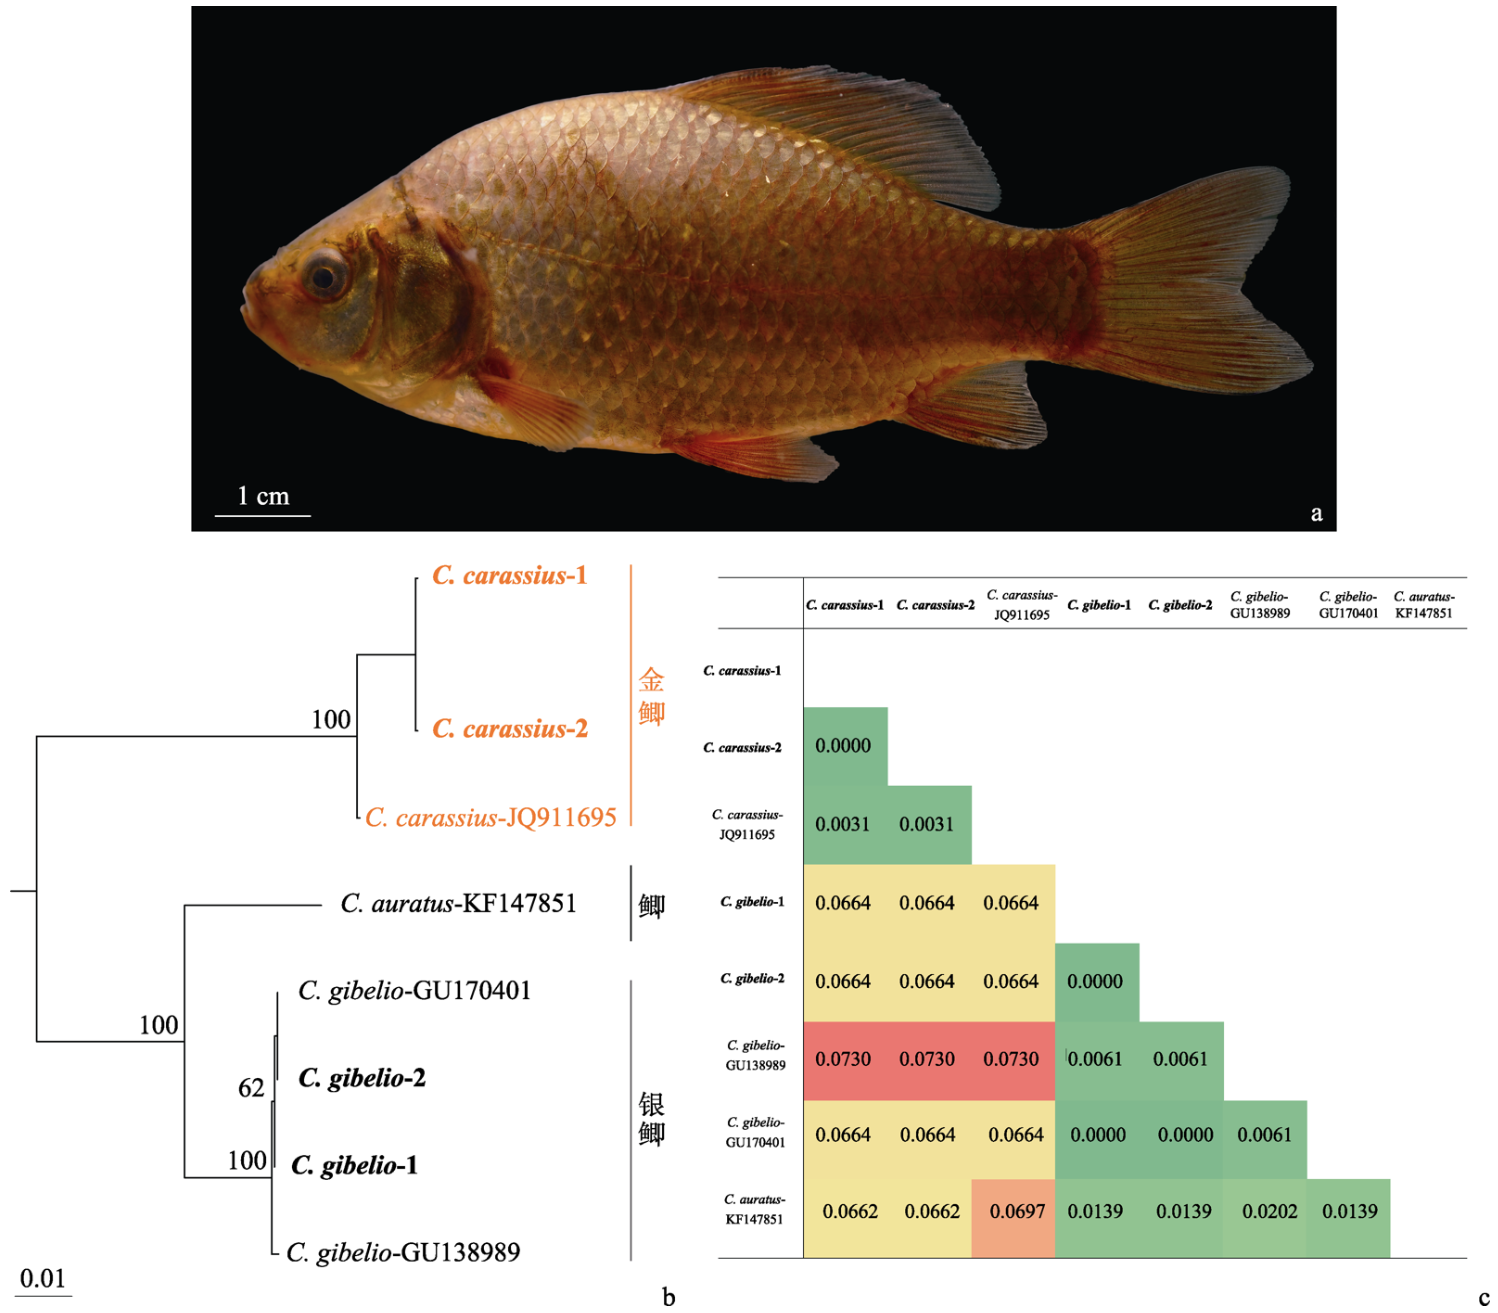 1 cm
a
C. carassius-1
C. carassius-2
C. carassius-JQ911695
金
鲫
C. auratus-KF147851
鲫
C. gibelio-GU170401
C. gibelio-2
C. gibelio-1
C. gibelio-GU138989
银
鲫
100
100
62
100
0.01
b
C. carassius-1 C. carassius-2 C. carassius- C. gibelio-1 C. gibelio-2 C. gibelio- C. gibelio- C. auratus-
JQ911695 GU138989 GU170401 KF147851
C. carassius-1
C. carassius-2 0.0000
C. carassius-
JQ911695 0.0031 0.0031
C. gibelio-1 0.0664 0.0664 0.0664
C. gibelio-2 0.0664 0.0664 0.0664 0.0000
C. gibelio-
GU138989 0.0730 0.0730 0.0730 0.0061 0.0061
C. gibelio-
GU170401 0.0664 0.0664 0.0664 0.0000 0.0000 0.0061
C. auratus-
KF147851 0.0662 0.0662 0.0697 0.0139 0.0139 0.0202 0.0139
c